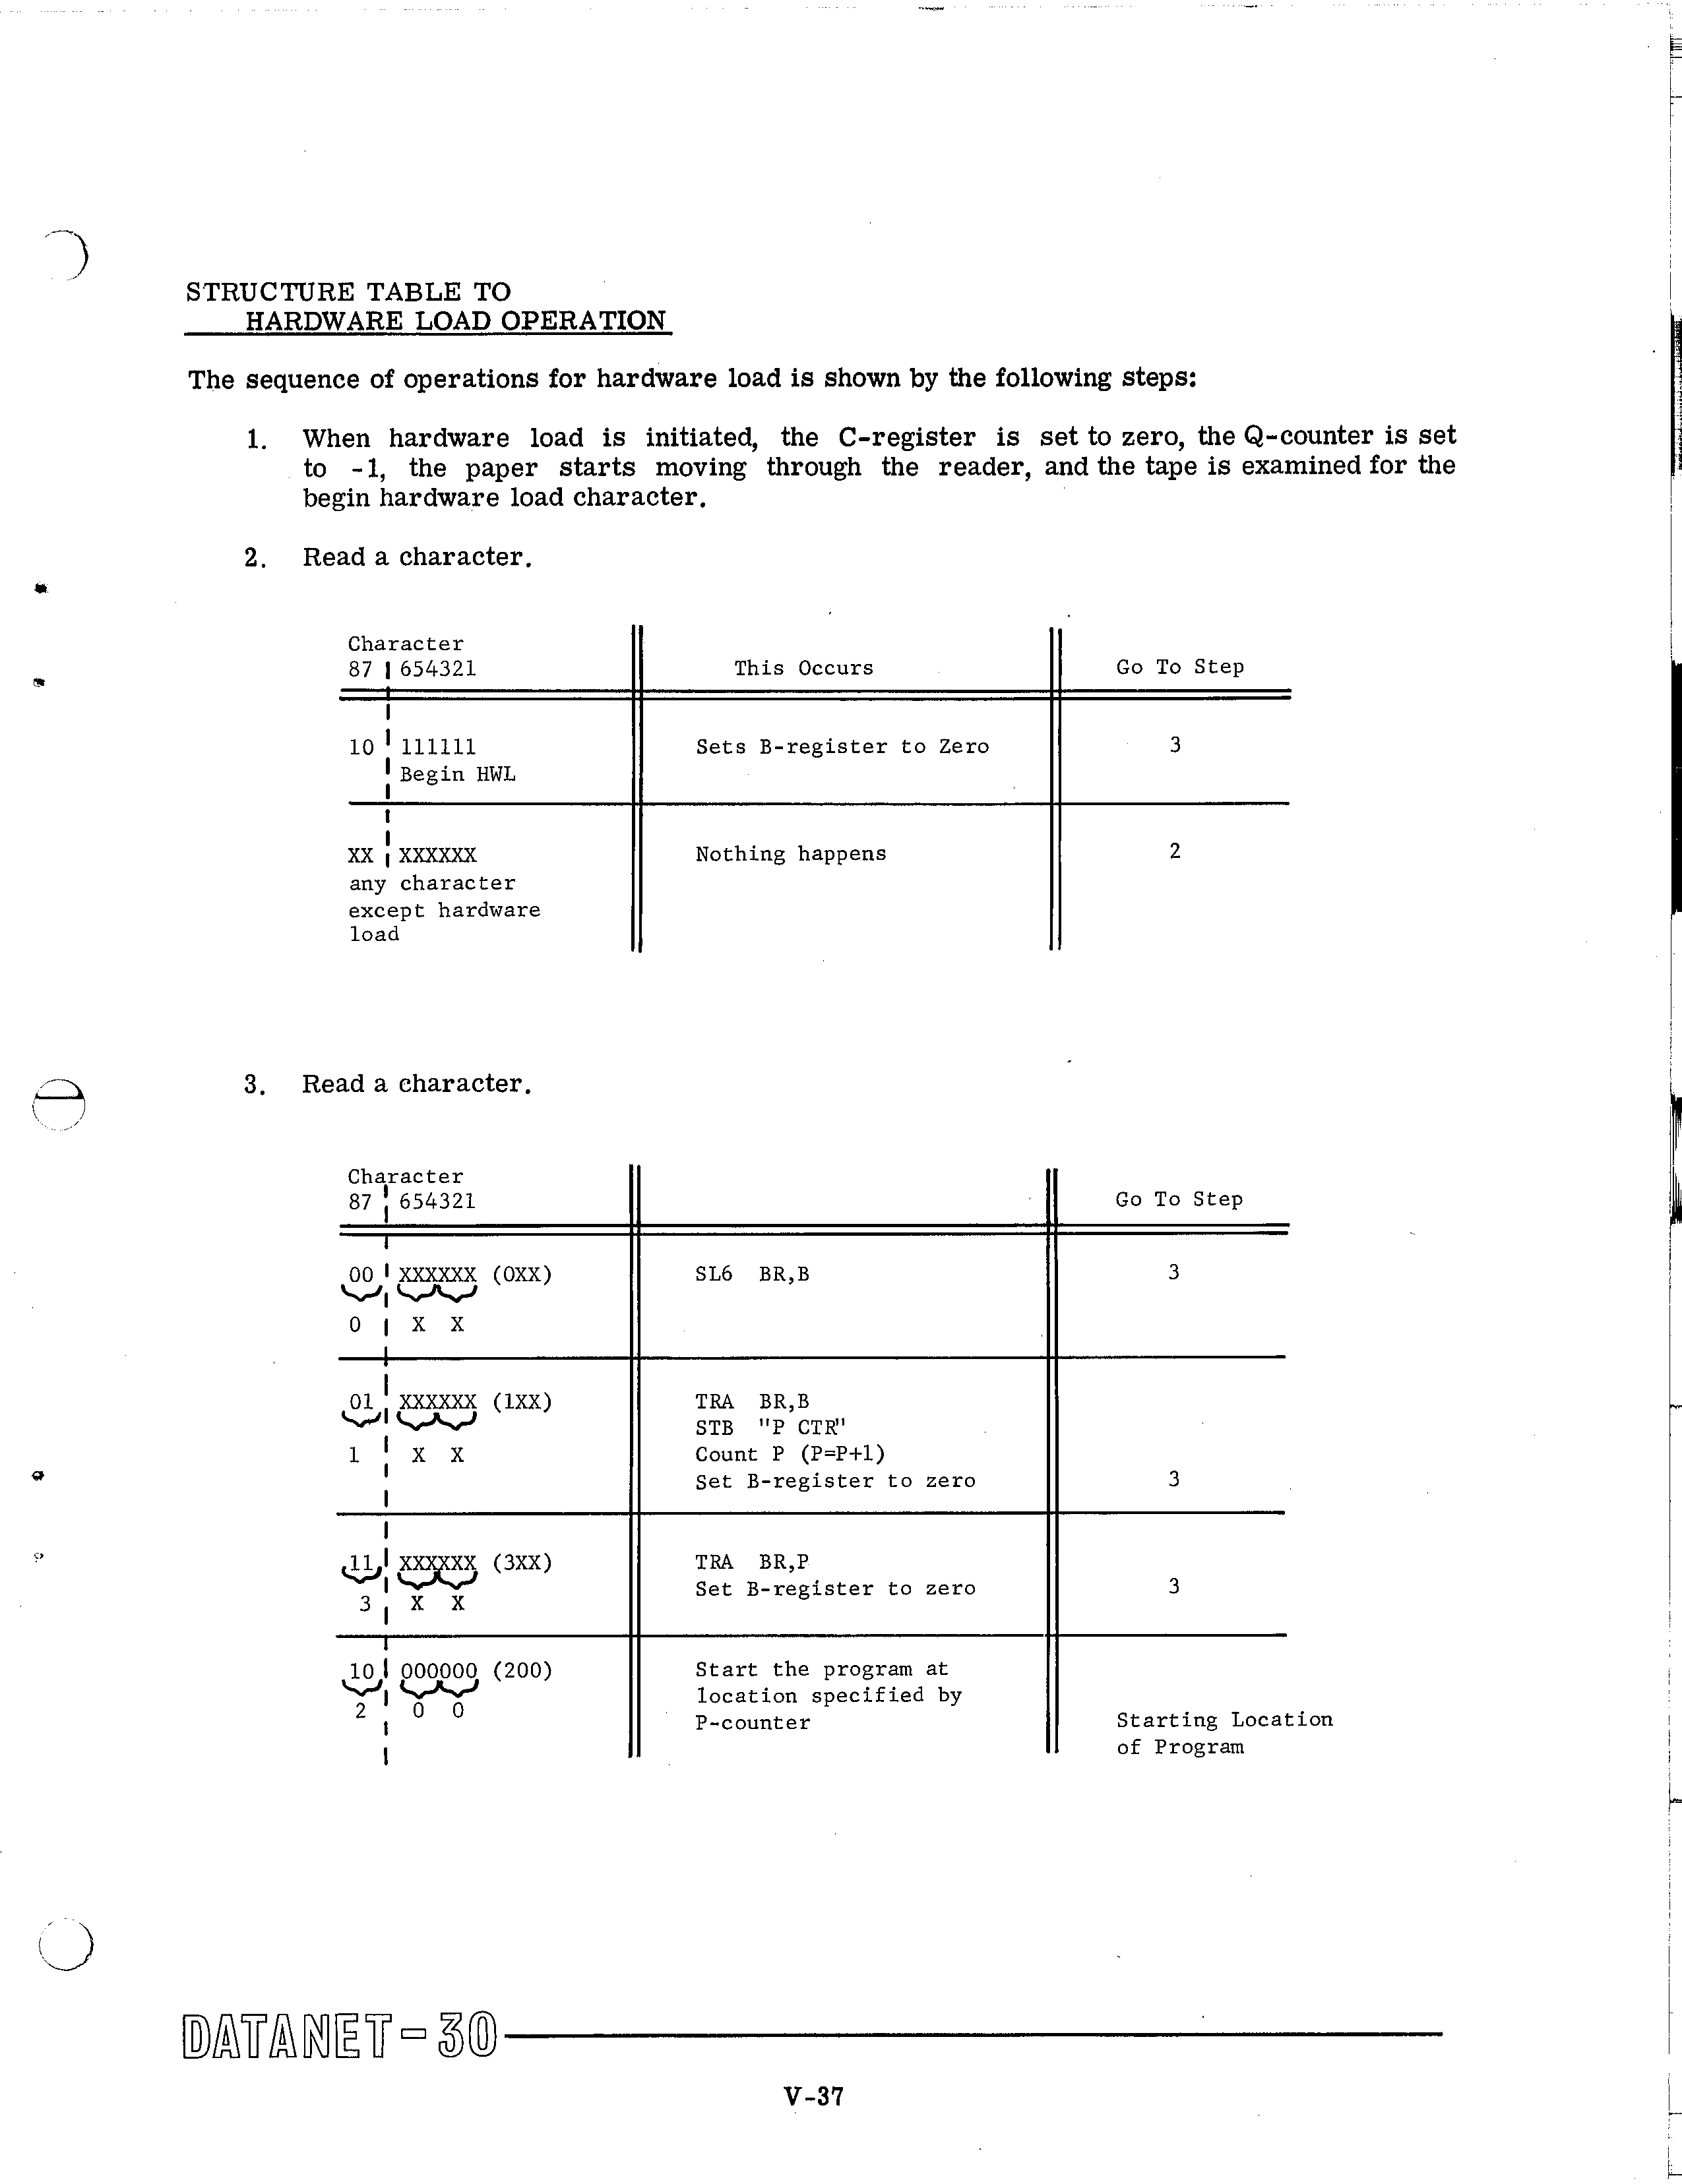 STRUCTURE TABLE TO
HARDWARE LOAD OPERATION
The sequence of operations for hardware load is shown by the following steps:
1. When hardware load is initiated, the C-register is set to zero, the Q-counter is set
to -1, the paper starts moving through the reader, and the tape is examined for the
begin hardware load character.
2. Read a character.
Character
87 654321 This Occurs Go To Step
10 111111 Sets B-register to Zero 3
Begin HWL
XX XXXXXX Nothing happens 2
any character
except hardware
load
3. Read a character.
Character
87 654321 Go To Step
00 XXXXXX (0XX) SL6 BR,B 3
0 X X
01 XXXXXX (1XX) TRA BR,B
STB "P CTR"
1 X X Count P (P=P+1)
Set B-register to zero 3
11 XXXXXX (3XX) TRA BR,P
Set B-register to zero 3
3 X X
10 000000 (200) Start the program at
location specified by
2 0 0
P-counter Starting Location
of Program
DATANET-30
V-37